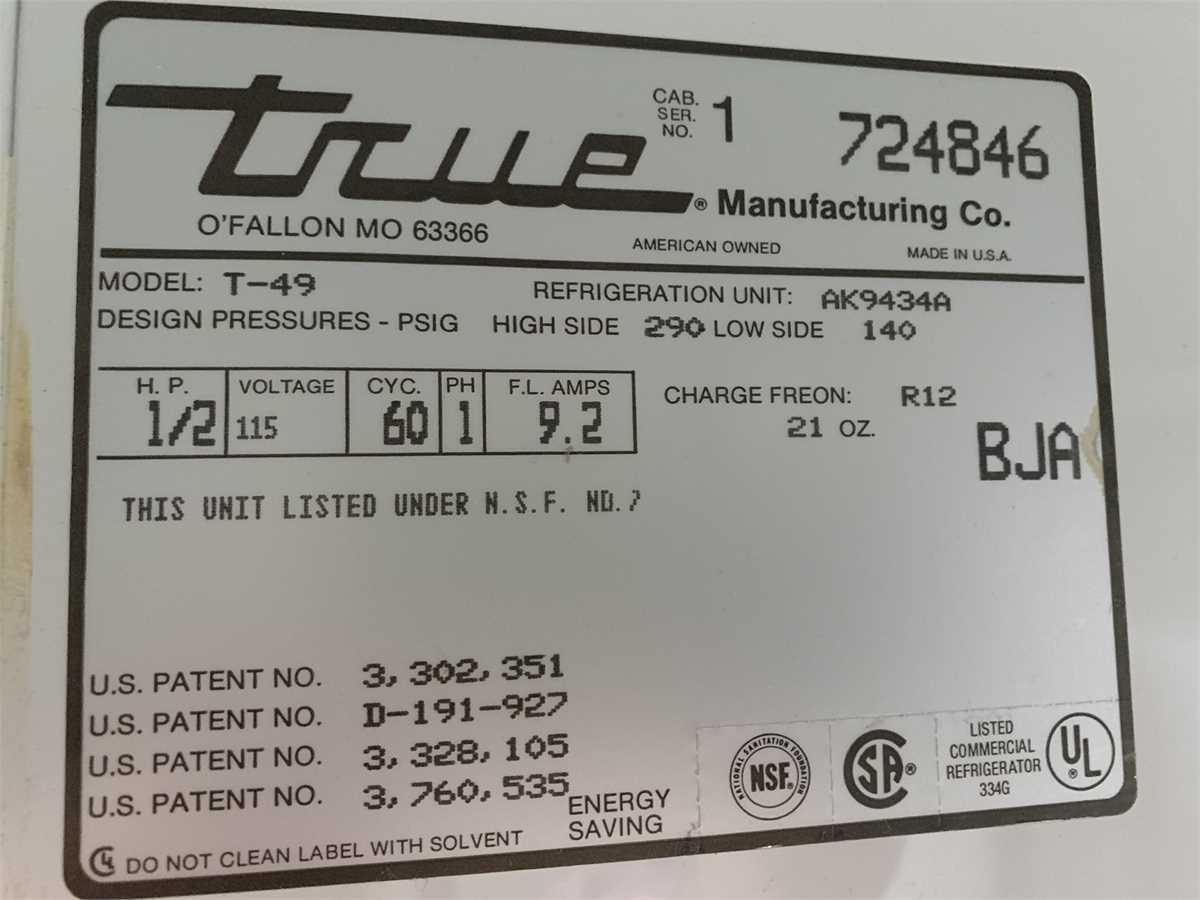 true® Manufacturing Co.
CAB. SER. NO. 1 724846
O'FALLON MO 63366
AMERICAN OWNED
MADE IN U.S.A.
MODEL: T-49
REFRIGERATION UNIT: AK9434A
DESIGN PRESSURES - PSIG HIGH SIDE 290 LOW SIDE 140
H. P. VOLTAGE CYC. PH F.L. AMPS
1/2 115 60 1 9.2
CHARGE FREON: R12
21 OZ.
BJA
THIS UNIT LISTED UNDER N.S.F. NO.7
U.S. PATENT NO. 3,302,351
U.S. PATENT NO. D-191-927
U.S. PATENT NO. 3,328,105
U.S. PATENT NO. 3,760,535
ENERGY
SAVING
DO NOT CLEAN LABEL WITH SOLVENT
NATIONAL SANITATION FOUNDATION
NSF®
SA®
LISTED
COMMERCIAL
REFRIGERATOR
334G
UL®